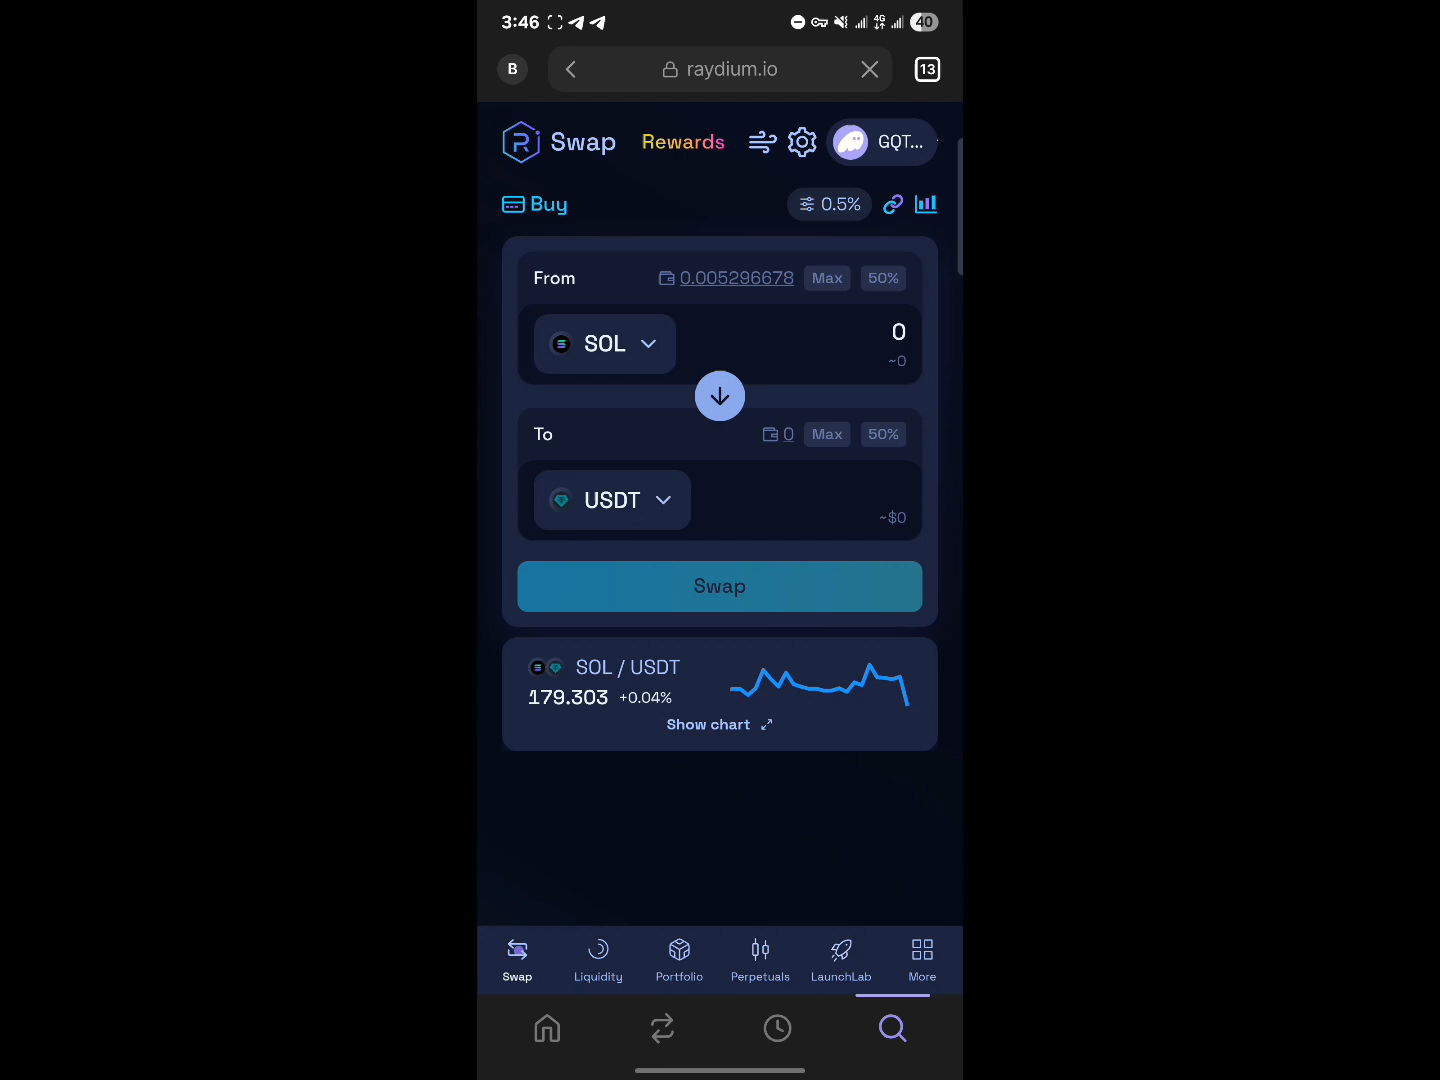 3:46
4G
40
B
raydium.io
13
Swap
Rewards
GQT...
Buy
0.5%
From
0.005296678
Max
50%
SOL
0
~0
To
0
Max
50%
USDT
~$0
Swap
SOL / USDT
179.303 +0.04%
Show chart
Swap
Liquidity
Portfolio
Perpetuals
LaunchLab
More